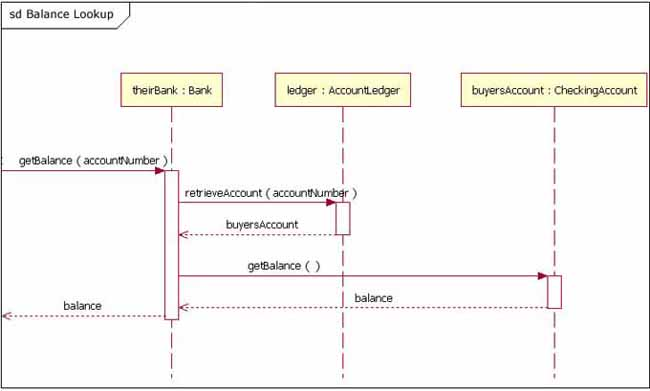 sd Balance Lookup
theirBank : Bank
ledger : AccountLedger
buyersAccount : CheckingAccount
getBalance ( accountNumber )
retrieveAccount ( accountNumber )
buyersAccount
getBalance ( )
balance
balance